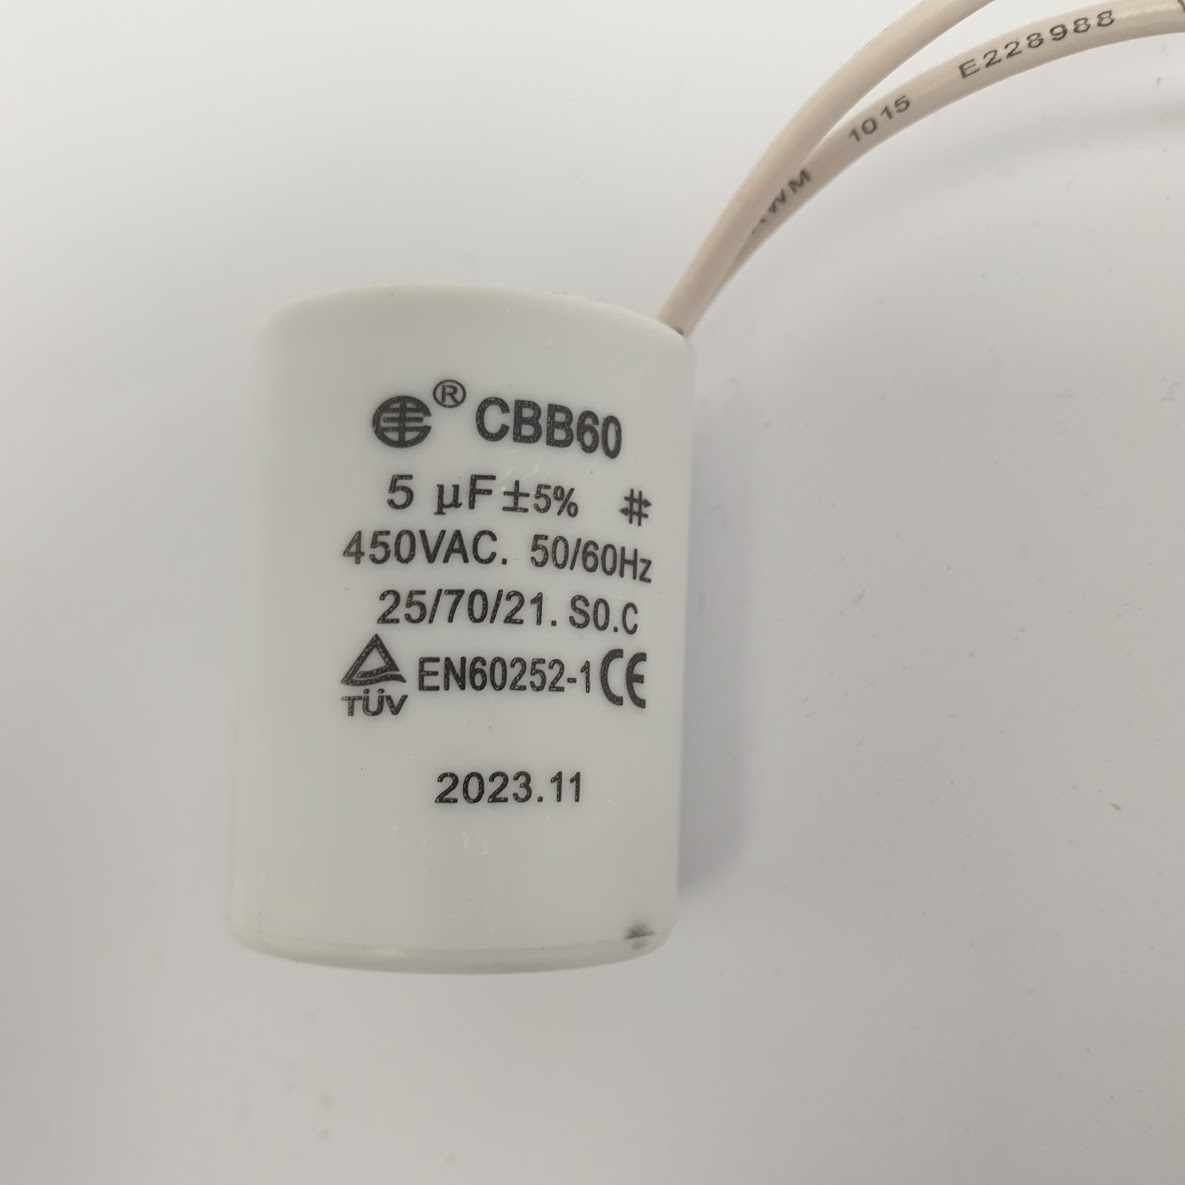 E228988
1015
WM
® CBB60
5 µF±5% #
450VAC. 50/60Hz
25/70/21. S0.C
TÜV EN60252-1 CE
2023.11